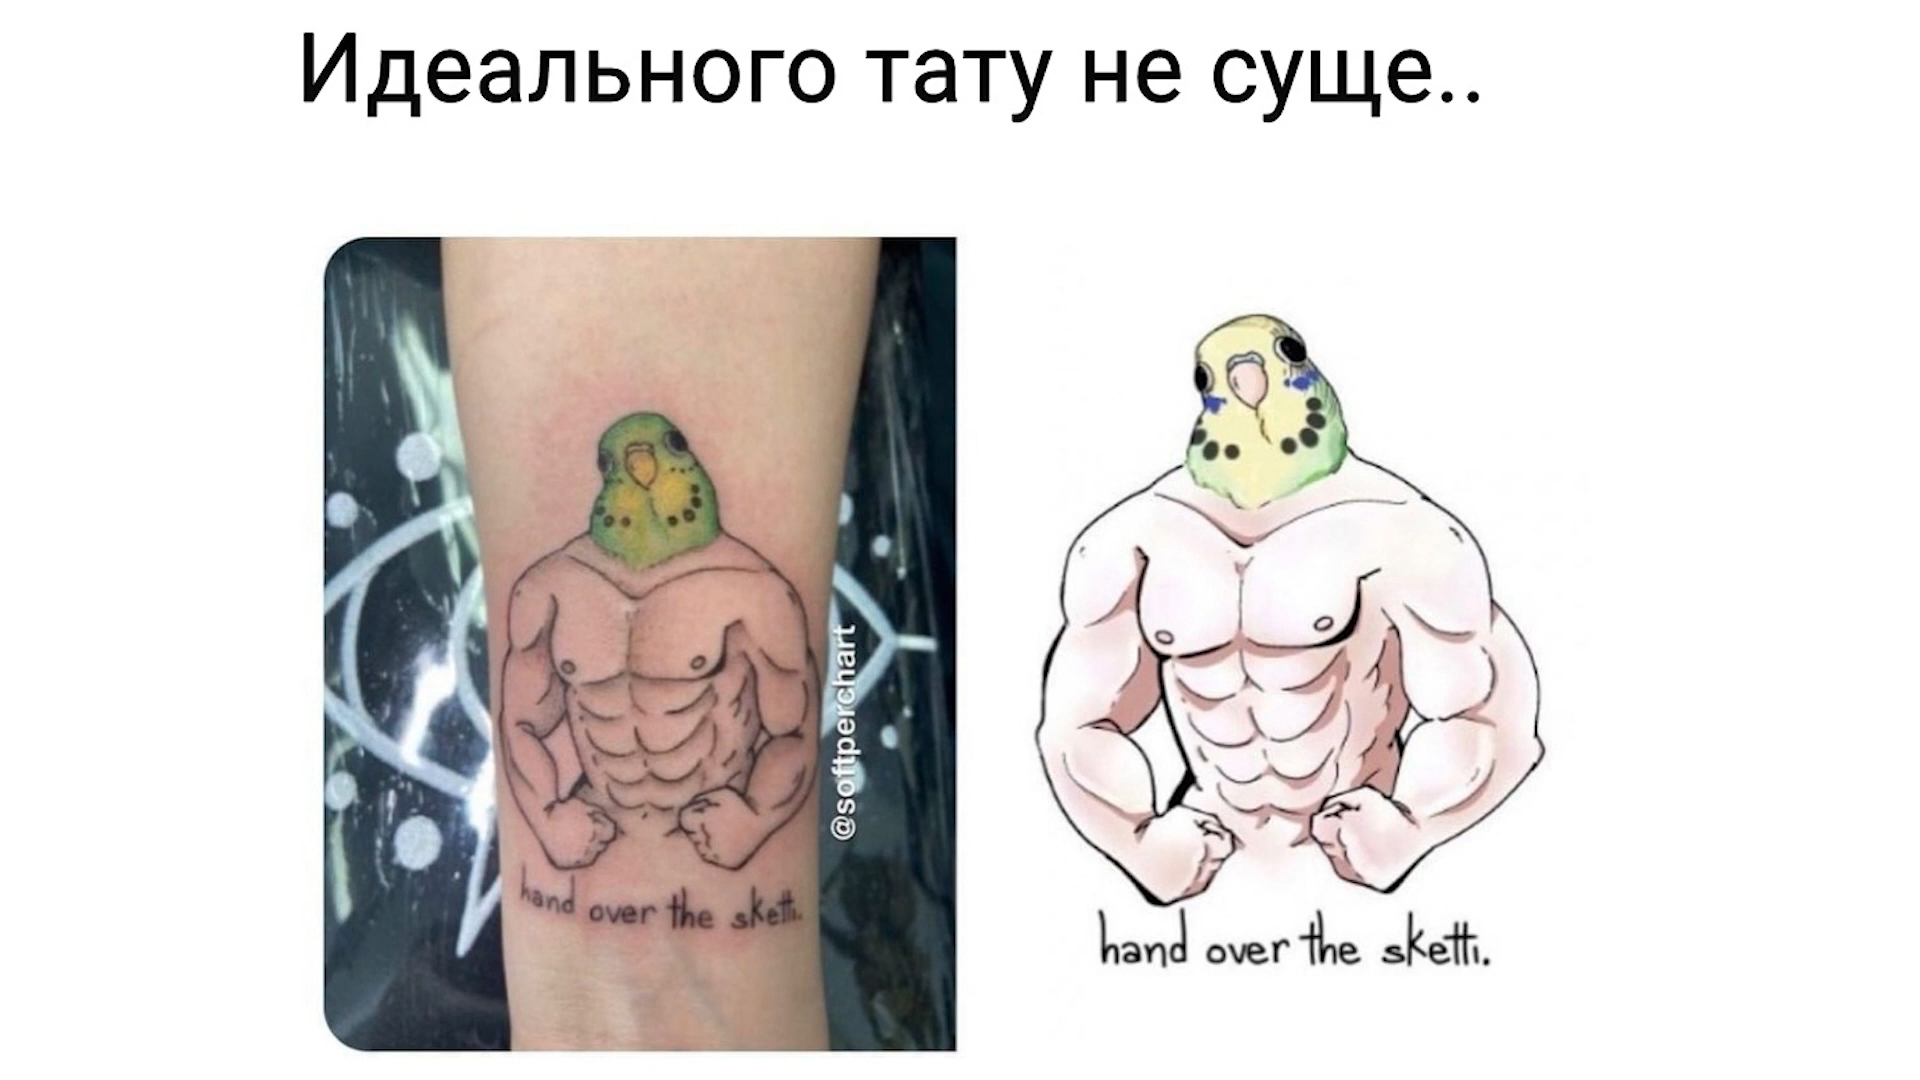 Идеального тату не суще..
@softperchart
hand over the sketti.
hand over the sketti.